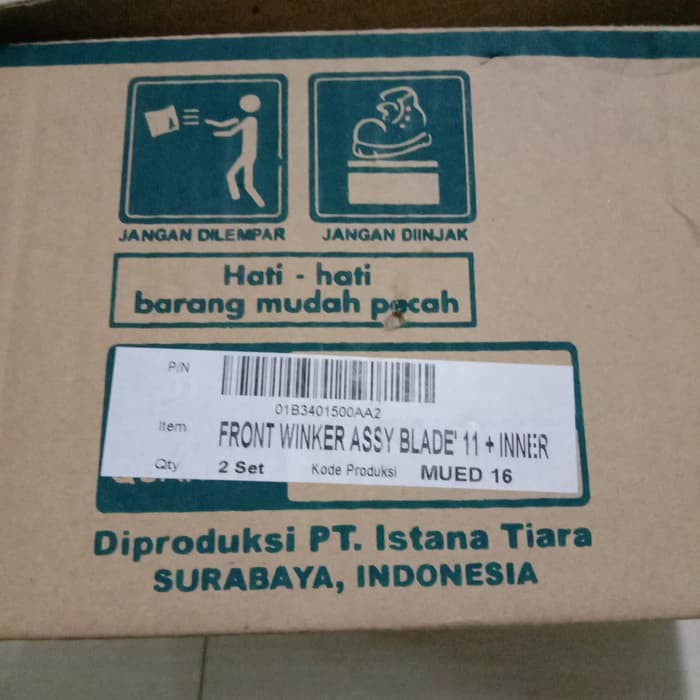 JANGAN DILEMPAR
JANGAN DIINJAK
Hati - hati
barang mudah pecah
P/N
01B3401500AA2
Item FRONT WINKER ASSY BLADE' 11 + INNER
Qty 2 Set Kode Produksi MUED 16
Diproduksi PT. Istana Tiara
SURABAYA, INDONESIA